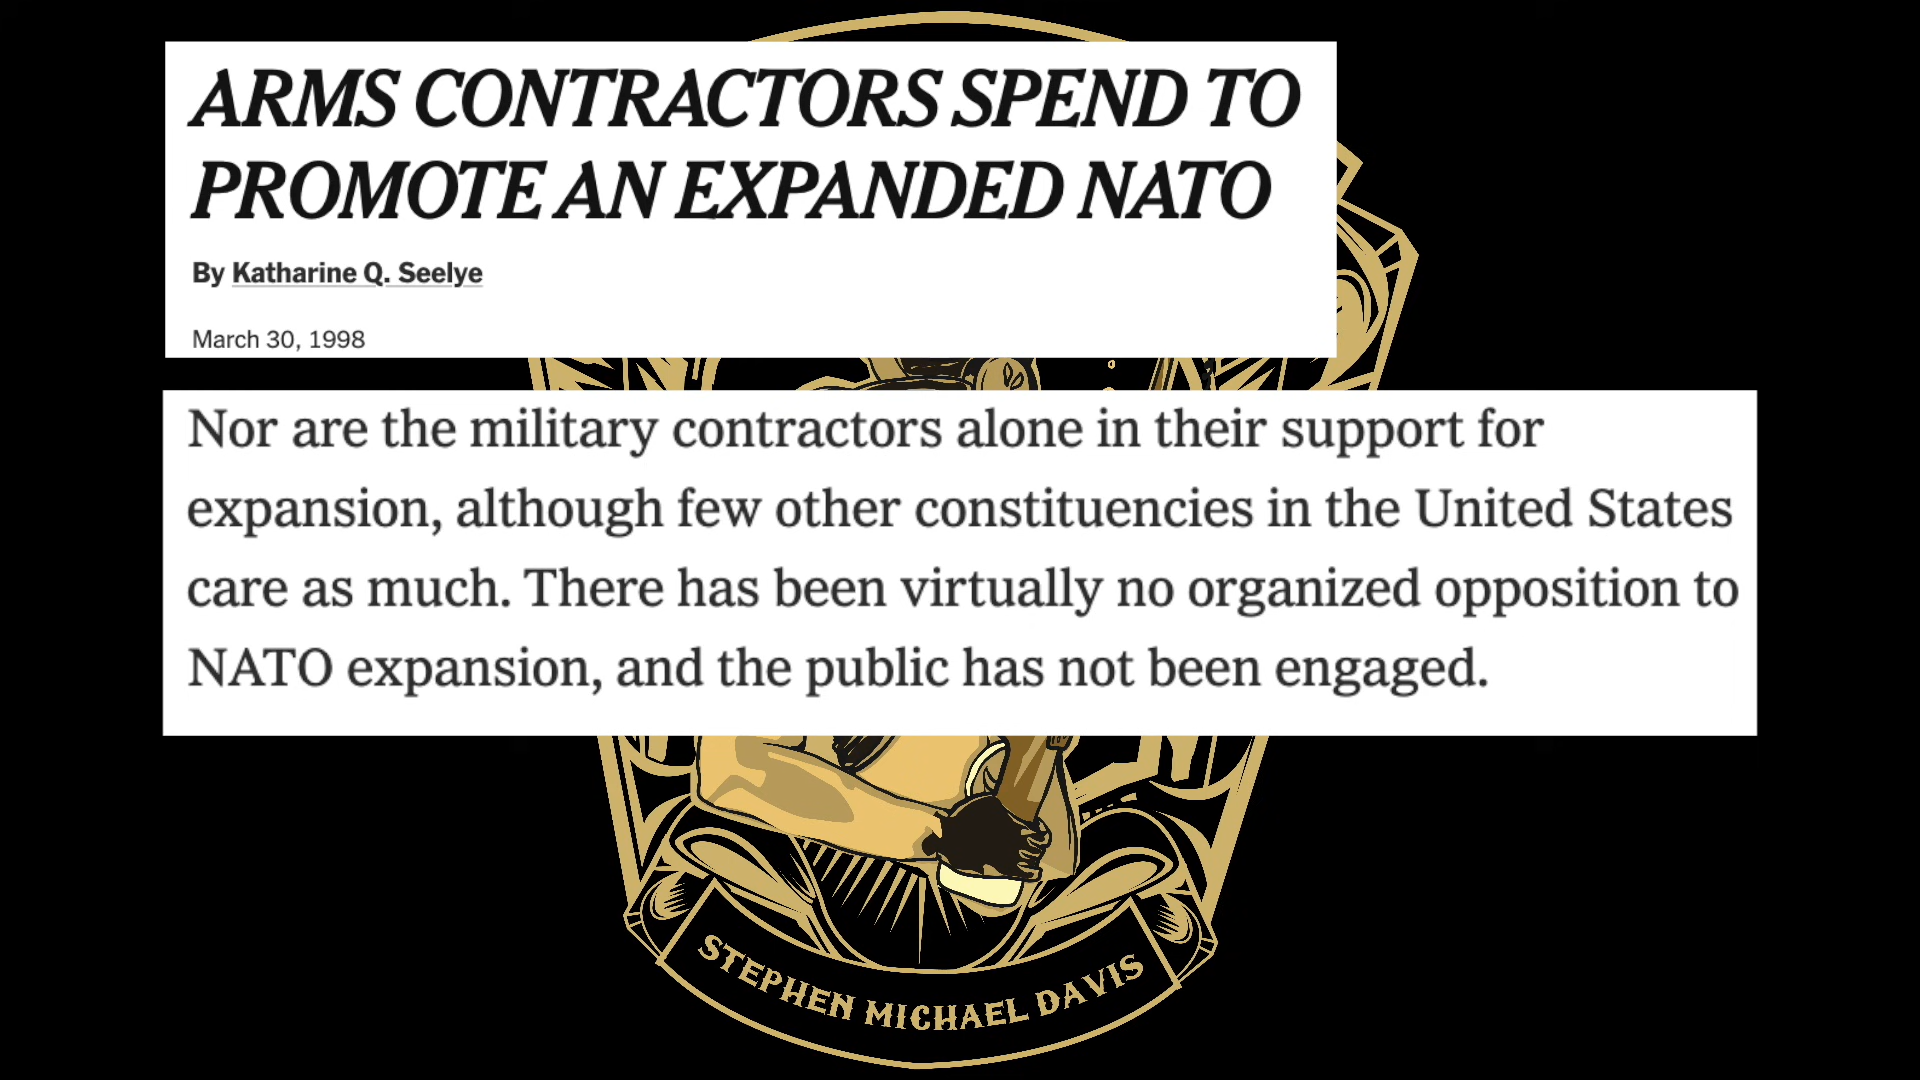 ARMS CONTRACTORS SPEND TO
PROMOTE AN EXPANDED NATO
By Katharine Q. Seelye
March 30, 1998
Nor are the military contractors alone in their support for
expansion, although few other constituencies in the United States
care as much. There has been virtually no organized opposition to
NATO expansion, and the public has not been engaged.
STEPHEN MICHAEL DAVIS